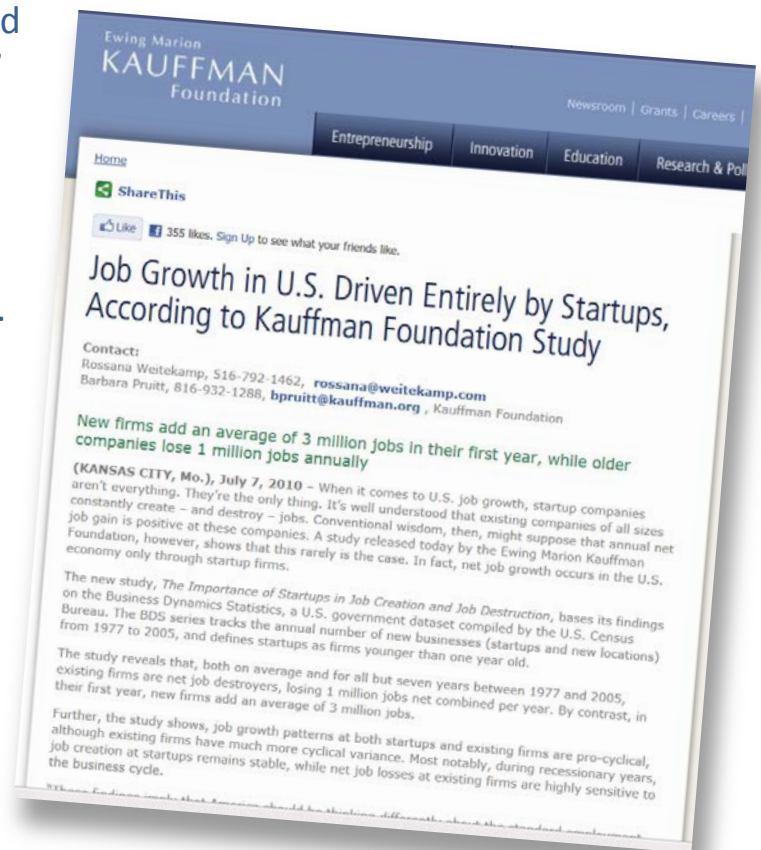 d
.
Ewing Marion
KAUFFMAN
Foundation
Newsroom | Grants | Careers |
Entrepreneurship Innovation Education Research & Pol
Home
ShareThis
Like 355 likes. Sign Up to see what your friends like.
Job Growth in U.S. Driven Entirely by Startups,
According to Kauffman Foundation Study
Contact:
Rossana Weitekamp, 516-792-1462, rossana@weitekamp.com
Barbara Pruitt, 816-932-1288, bpruitt@kauffman.org , Kauffman Foundation
New firms add an average of 3 million jobs in their first year, while older
companies lose 1 million jobs annually
(KANSAS CITY, Mo.), July 7, 2010 – When it comes to U.S. job growth, startup companies
aren't everything. They're the only thing. It's well understood that existing companies of all sizes
constantly create – and destroy – jobs. Conventional wisdom, then, might suppose that annual net
job gain is positive at these companies. A study released today by the Ewing Marion Kauffman
Foundation, however, shows that this rarely is the case. In fact, net job growth occurs in the U.S.
economy only through startup firms.
The new study, The Importance of Startups in Job Creation and Job Destruction, bases its findings
on the Business Dynamics Statistics, a U.S. government dataset compiled by the U.S. Census
Bureau. The BDS series tracks the annual number of new businesses (startups and new locations)
from 1977 to 2005, and defines startups as firms younger than one year old.
The study reveals that, both on average and for all but seven years between 1977 and 2005,
existing firms are net job destroyers, losing 1 million jobs net combined per year. By contrast, in
their first year, new firms add an average of 3 million jobs.
Further, the study shows, job growth patterns at both startups and existing firms are pro-cyclical,
although existing firms have much more cyclical variance. Most notably, during recessionary years,
job creation at startups remains stable, while net job losses at existing firms are highly sensitive to
the business cycle.
"These findings imply that America should be thinking differently about the standard employment